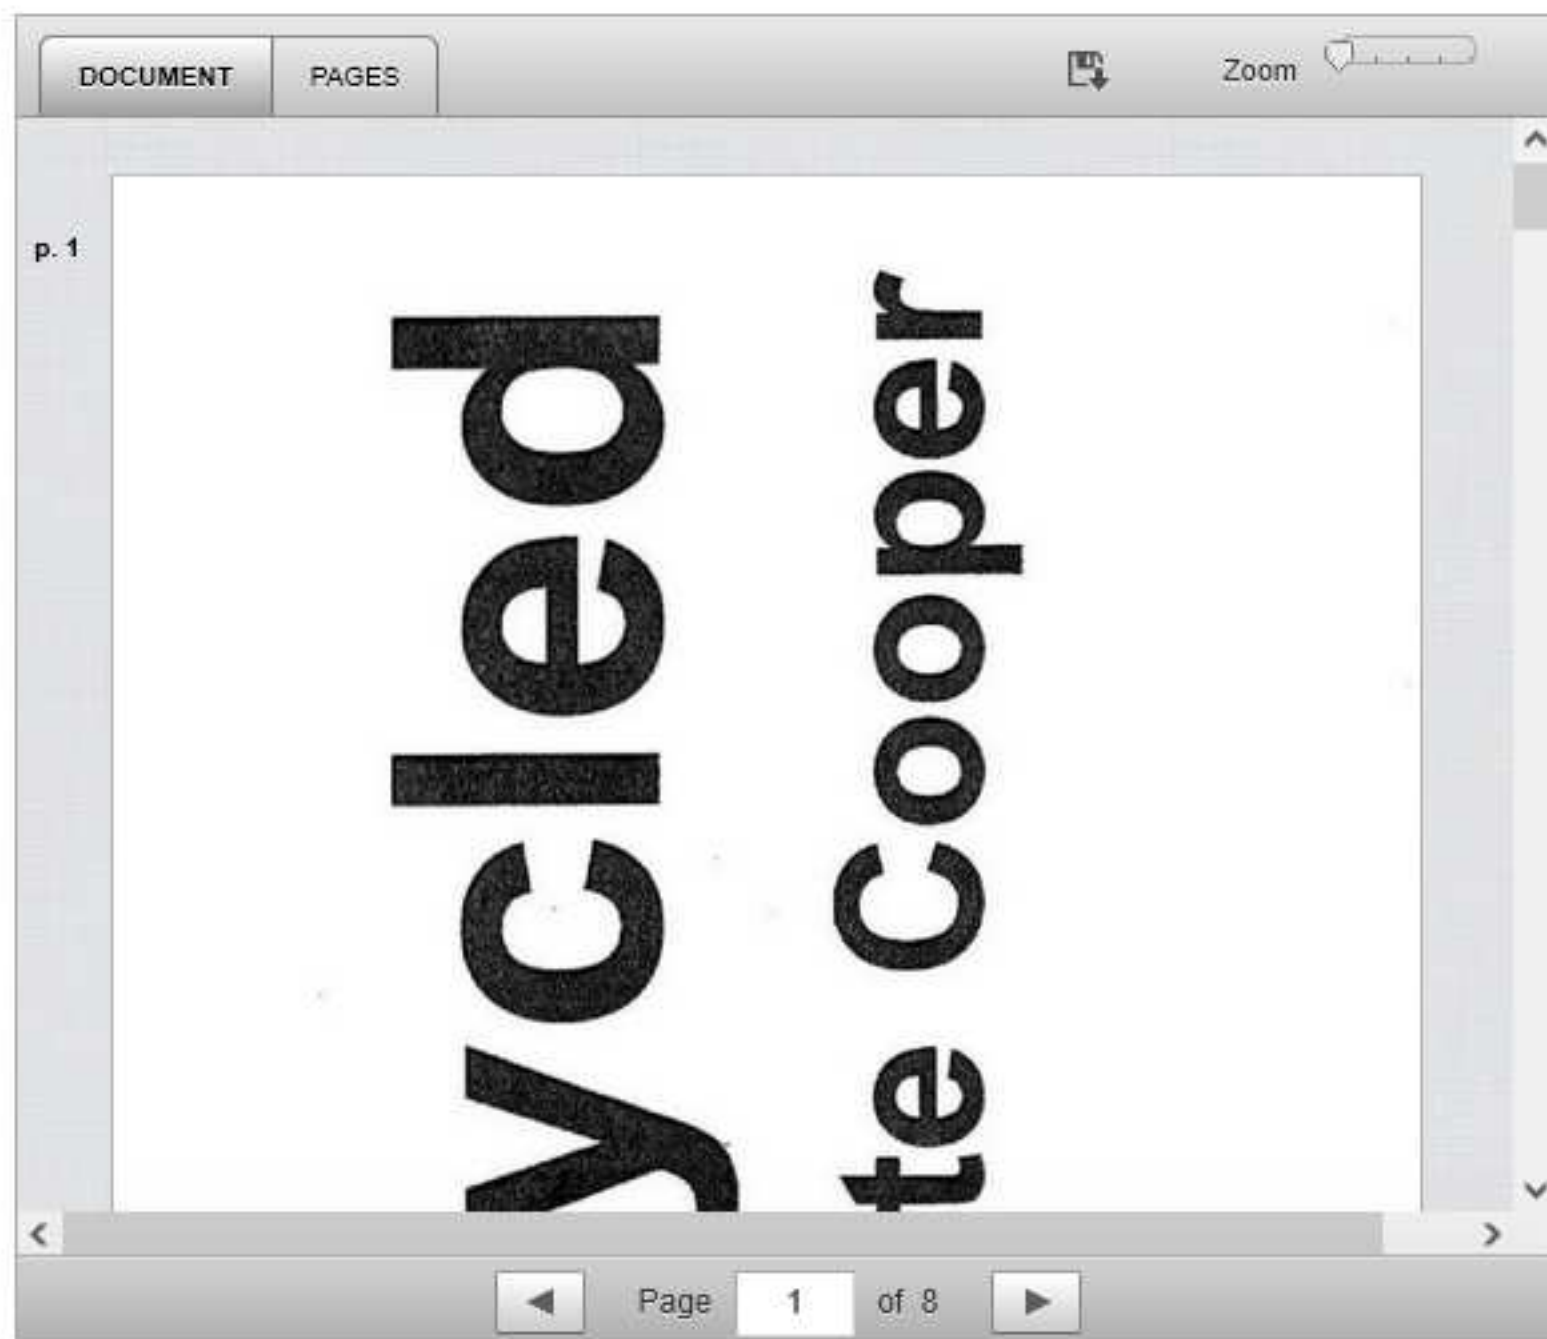 DOCUMENT
PAGES
Zoom
p. 1
ycled
te Cooper
Page 1 of 8